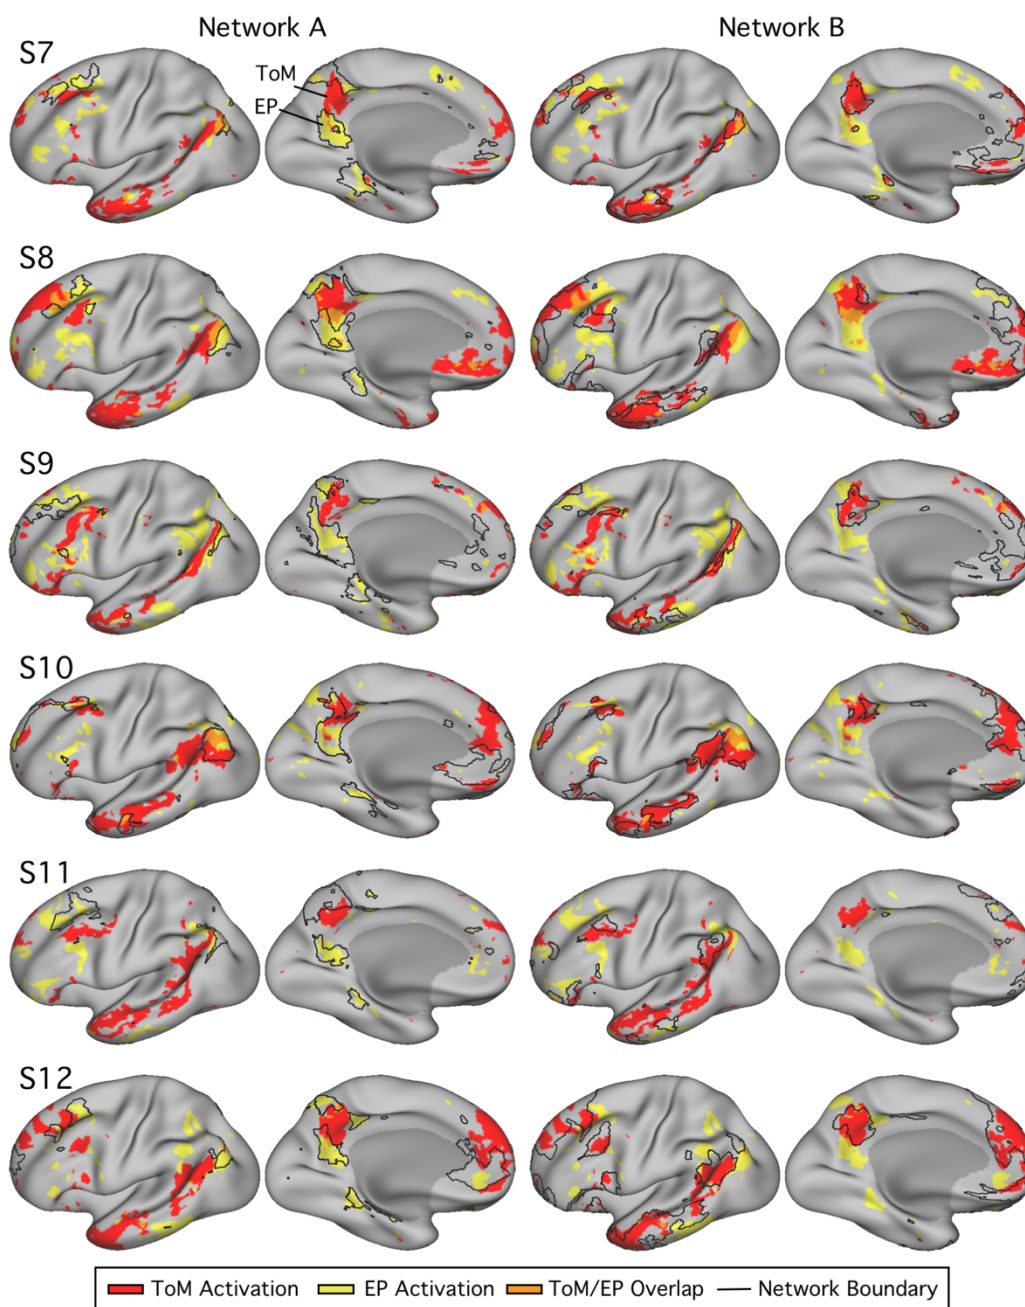 Network A
Network B
S7
ToM
EP
S8
S9
S10
S11
S12
ToM Activation
EP Activation
ToM/EP Overlap
Network Boundary